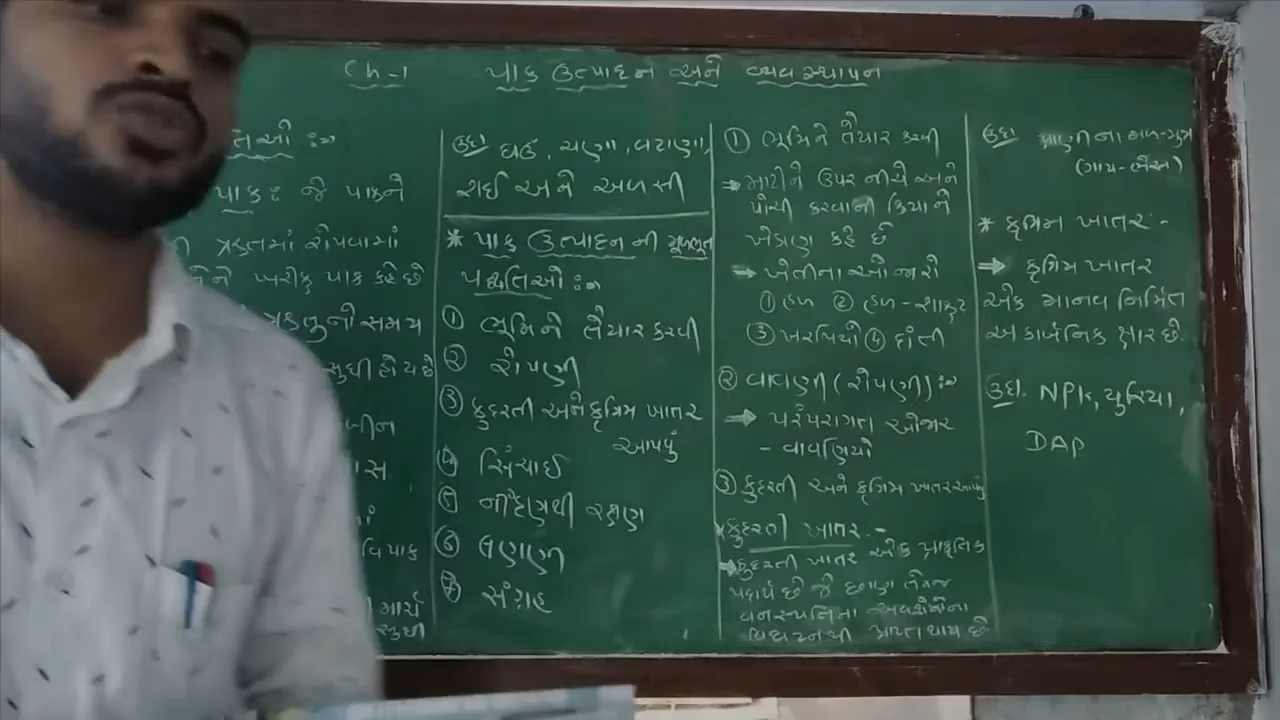 Ch-1 પાક ઉત્પાદન અને વ્યવસ્થાપન
પાક: જે પાકને
ઋતુમાં રોપવામાં
ખરીફ પાક કહે છે
ઋતુનો સમય
સુધી હોય છે
ઉદા ઘઉં, ચણા, વટાણા,
રાઈ અને અળસી
* પાક ઉત્પાદન ની મૂળભૂત
પદ્ધતિઓ :-
① ભૂમિને તૈયાર કરવી
② રોપણી
③ કુદરતી અને કૃત્રિમ ખાતર
આપવું
④ સિંચાઈ
⑤ નીંદણથી રક્ષણ
⑥ લણણી
⑦ સંગ્રહ
① ભૂમિને તૈયાર કરવી
⇒ માટીને ઉપર નીચે અને
પોચી કરવાની ક્રિયાને
ખેડાણ કહે છે
⇒ ખેતીના ઓજારો
① હળ ② હળ-શાફ્ટ
③ ખરપિયો ④ દાંતી
② વાવણી (રોપણી) :-
⇒ પરંપરાગત ઓજાર
- વાવણિયો
③ કુદરતી અને કૃત્રિમ ખાતર આપવું
* કુદરતી ખાતર :-
⇒ કુદરતી ખાતર એક પ્રાકૃતિક
પદાર્થ છે જે છાણ તેમજ
વનસ્પતિના અવશેષોના
વિઘટનથી પ્રાપ્ત થાય છે
ઉદા પ્રાણીના મળ-મુત્ર
(ગાય-ભેંસ)
* કૃત્રિમ ખાતર :-
⇒ કૃત્રિમ ખાતર
એક માનવ નિર્મિત
અકાર્બનિક ક્ષાર છે.
ઉદા. NPK, યુરિયા,
DAP